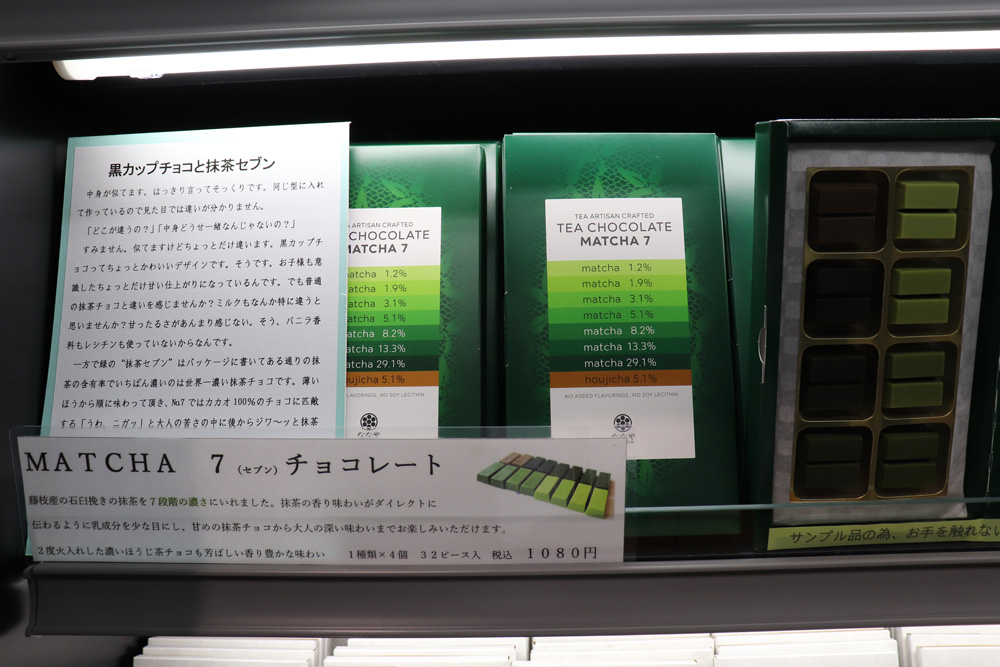 黒カップチョコと抹茶セブン
中身が似てます。はっきり言ってそっくりです。同じ型に入れ
て作っているので見た目では違いが分かりません。
「どこが違うの?」「中身どうせ一緒なんじゃないの?」
すみません。似てますけどちょっとだけ違います。黒カップチ
ョコってちょっとかわいいデザインです。そうです。お子様も意
識したちょっとだけ甘い仕上がりになっているんです。でも普通
の抹茶チョコと違いを感じませんか?ミルクもなんか特に違うと
思いませんか?甘ったるさがあんまり感じない。そう、バニラ香
料もレシチンも使っていないからなんです。
一方で緑の“抹茶セブン”はパッケージに書いてある通りの抹
茶の含有率でいちばん濃いのは世界一濃い抹茶チョコです。薄い
ほうから順に味わって頂き、No7ではカカオ100%のチョコに匹敵
する「うわ、ニガッ」と大人の苦さの中に後からジワ〜ッと抹茶
ARTISAN CRAFTED
CHOCOLATE
MATCHA 7
matcha 1.2%
matcha 1.9%
matcha 3.1%
matcha 5.1%
matcha 8.2%
matcha 13.3%
matcha 29.1%
houjicha 5.1%
FLAVORINGS, NO SOY LECITHIN
ななや
TEA ARTISAN CRAFTED
TEA CHOCOLATE
MATCHA 7
matcha 1.2%
matcha 1.9%
matcha 3.1%
matcha 5.1%
matcha 8.2%
matcha 13.3%
matcha 29.1%
houjicha 5.1%
NO ADDED FLAVORINGS, NO SOY LECITHIN
ななや
MATCHA 7(セブン)チョコレート
藤枝産の石臼挽きの抹茶を7段階の濃さにいれました。抹茶の香り味わいがダイレクトに
伝わるように乳成分を少な目にし、甘めの抹茶チョコから大人の深い味わいまでお楽しみいただけます。
2度火入れした濃いほうじ茶チョコも芳ばしい香り豊かな味わい 1種類×4個 32ピース入 税込 1080円
サンプル品の為、お手を触れない